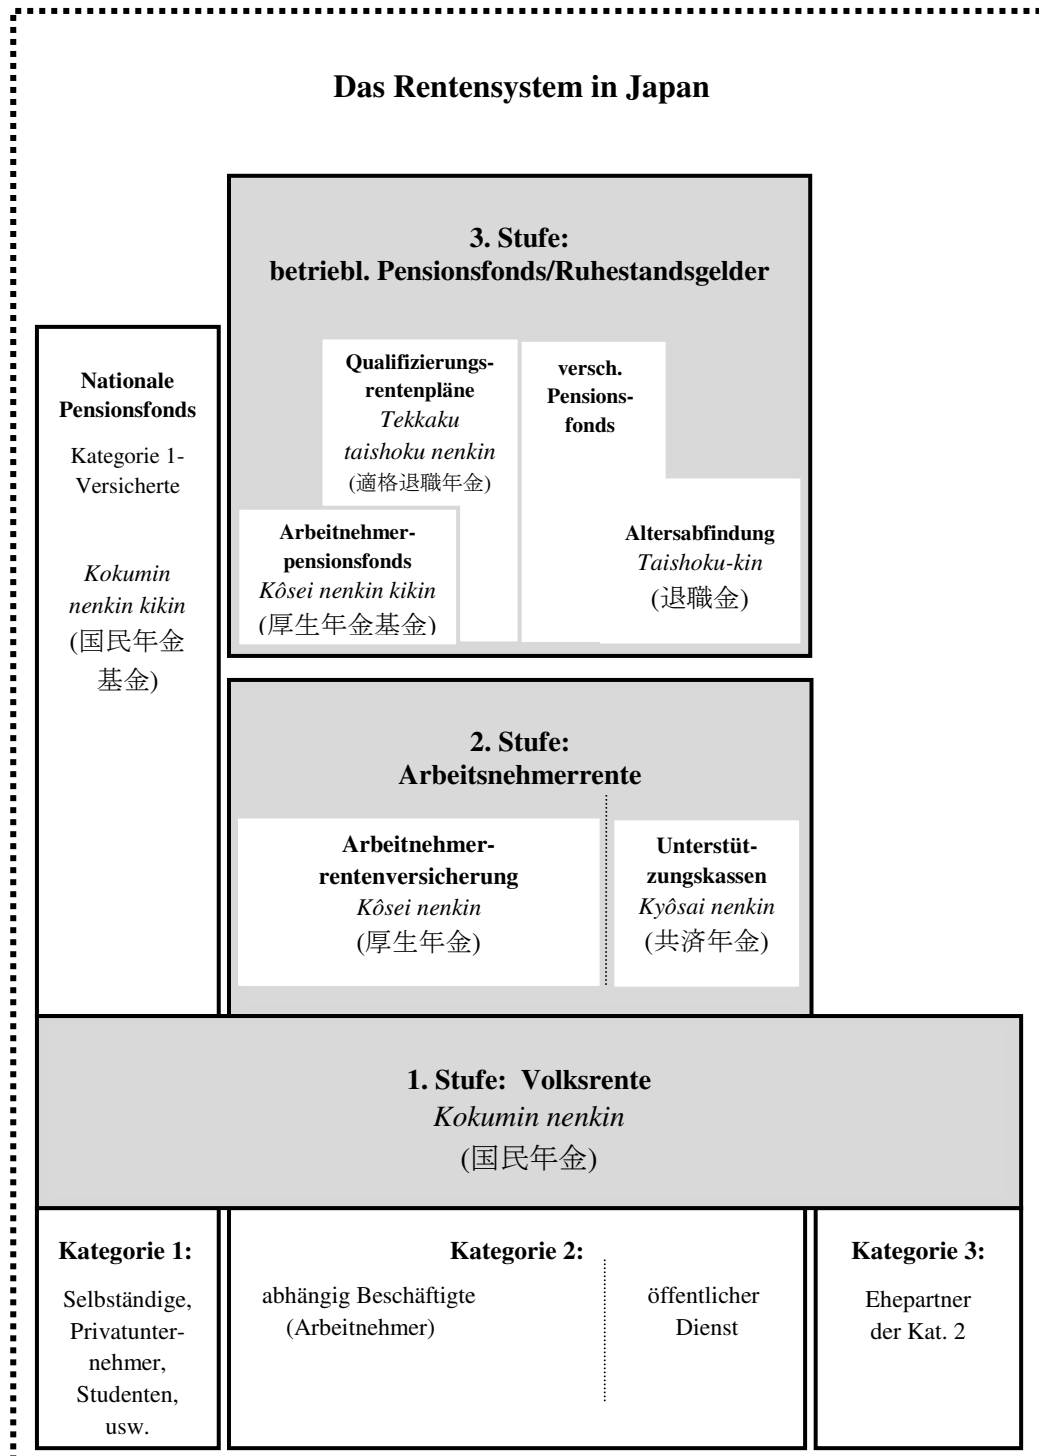 Das Rentensystem in Japan
3. Stufe:
betriebl. Pensionsfonds/Ruhestandsgelder
Nationale
Pensionsfonds
Kategorie 1-
Versicherte
Kokumin
nenkin kikin
(国民年金
基金)
Qualifizierungs-
rentenpläne
Tekkaku
taishoku nenkin
(適格退職年金)
versch.
Pensions-
fonds
Arbeitnehmer-
pensionsfonds
Kôsei nenkin kikin
(厚生年金基金)
Altersabfindung
Taishoku-kin
(退職金)
2. Stufe:
Arbeitsnehmerrente
Arbeitnehmer-
rentenversicherung
Kôsei nenkin
(厚生年金)
Unterstüt-
zungskassen
Kyôsai nenkin
(共済年金)
1. Stufe: Volksrente
Kokumin nenkin
(国民年金)
Kategorie 1:
Selbständige,
Privatunter-
nehmer,
Studenten,
usw.
Kategorie 2:
abhängig Beschäftigte
(Arbeitnehmer)
öffentlicher
Dienst
Kategorie 3:
Ehepartner
der Kat. 2